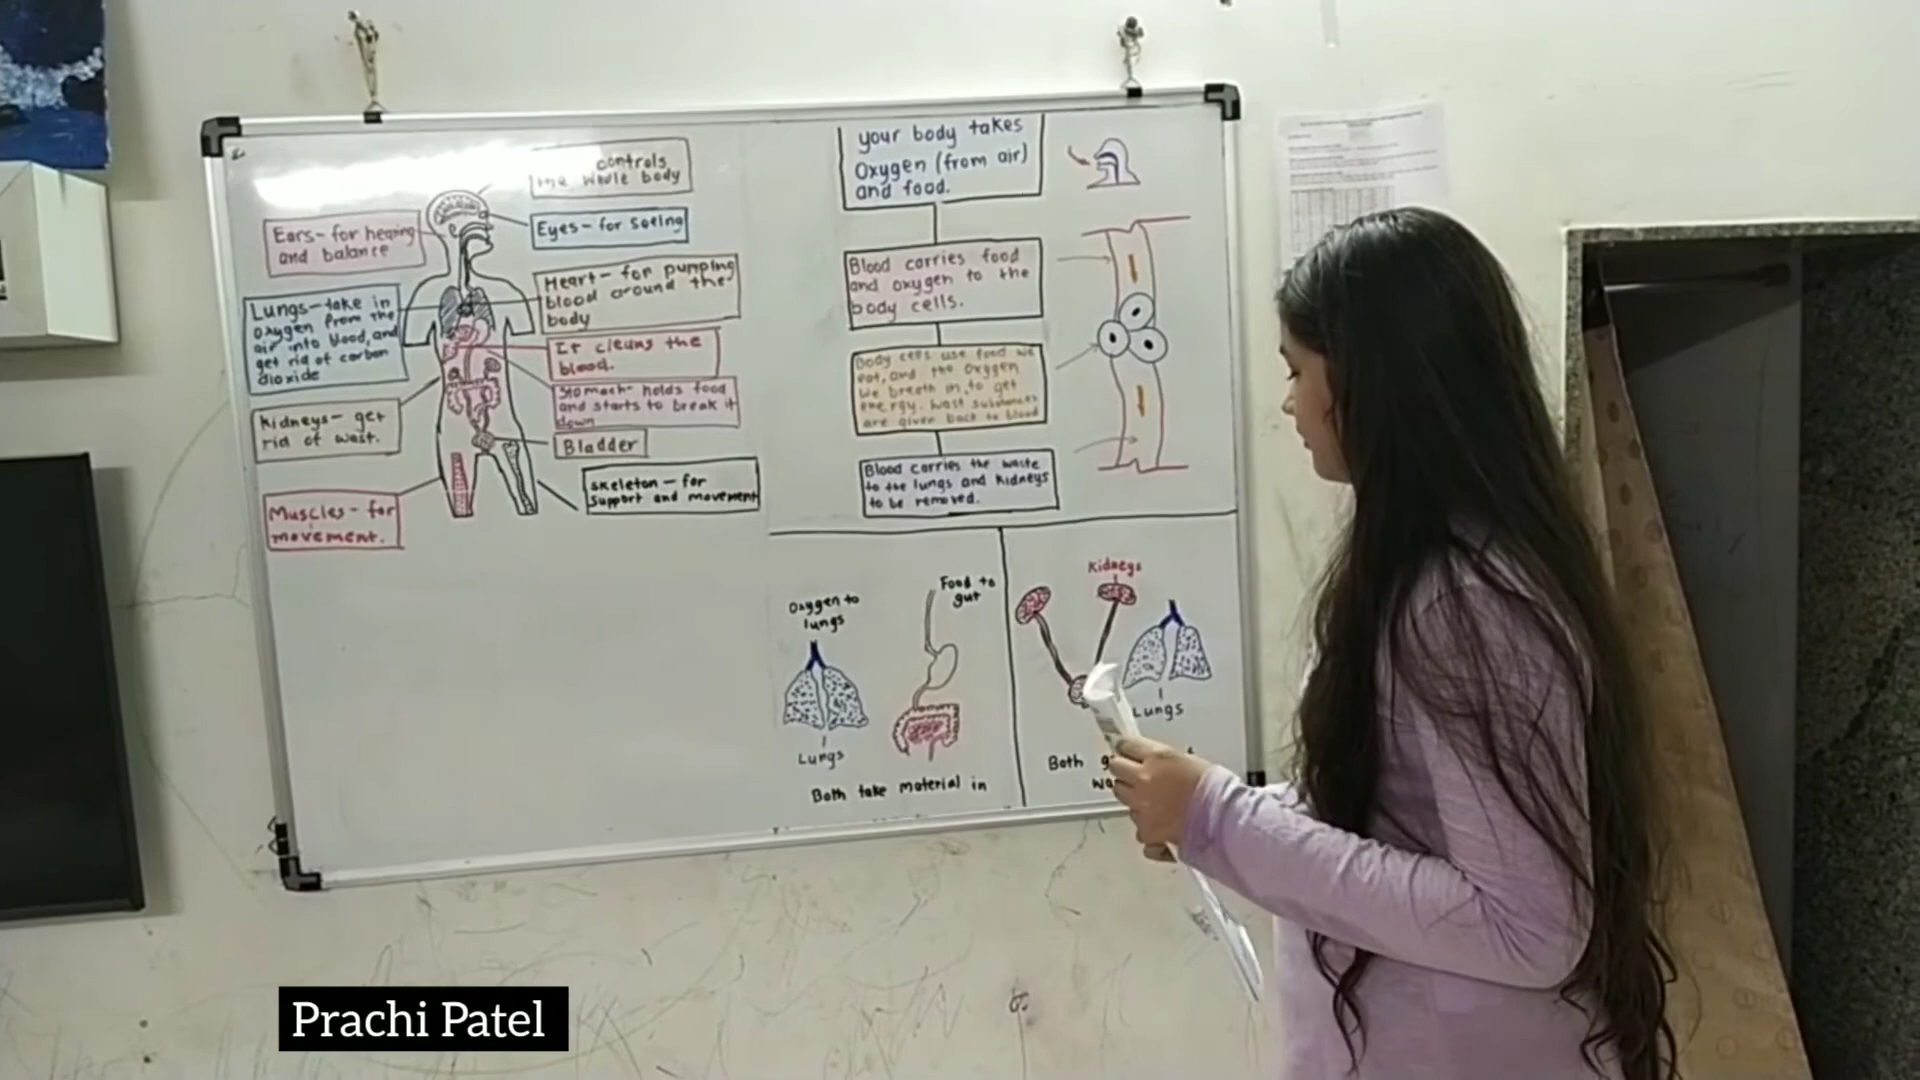 controls
the whole body
Ears - for hearing
and balance
Eyes - for seeing
Lungs - take in
oxygen from the
air into blood, and
get rid of carbon
dioxide
Heart - for pumping
blood around the
body
It cleans the
blood.
Stomach - holds food
and starts to break it
down
Kidneys - get
rid of wast.
Bladder
skeleton - for
support and movement
Muscles - for
movement.
your body takes
Oxygen (from air)
and food.
Blood carries food
and oxygen to the
body cells.
Body cells use food we
eat, and the oxygen
we breath in, to get
energy. Wast substances
are given back to blood
Blood carries the waste
to the lungs and kidneys
to be removed.
Oxygen to
lungs
Food to
gut
Lungs
Both take material in
Kidneys
Lungs
Both
Prachi Patel